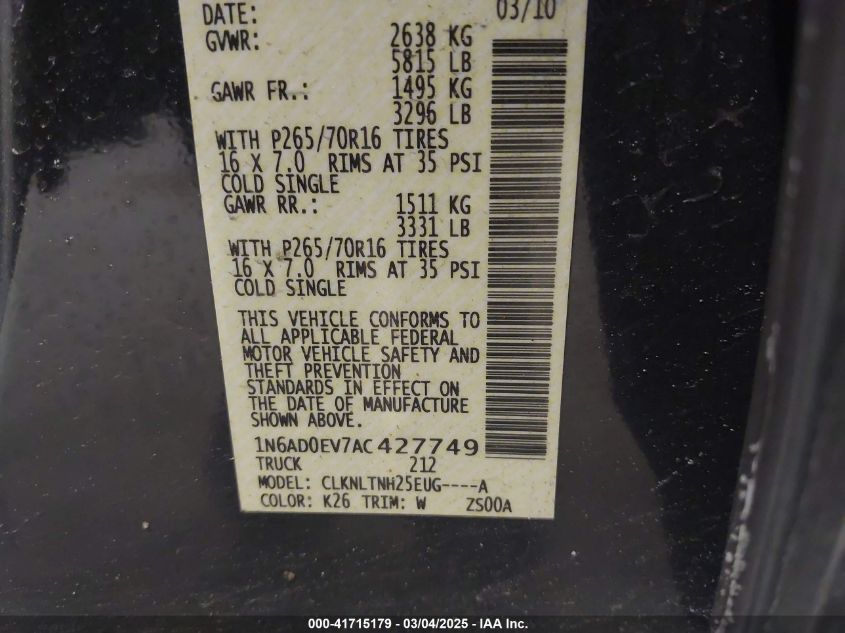 DATE: 03/10
GVWR: 2638 KG
5815 LB
GAWR FR.: 1495 KG
3296 LB
WITH P265/70R16 TIRES
16 X 7.0 RIMS AT 35 PSI
COLD SINGLE
GAWR RR.: 1511 KG
3331 LB
WITH P265/70R16 TIRES
16 X 7.0 RIMS AT 35 PSI
COLD SINGLE
THIS VEHICLE CONFORMS TO
ALL APPLICABLE FEDERAL
MOTOR VEHICLE SAFETY AND
THEFT PREVENTION
STANDARDS IN EFFECT ON
THE DATE OF MANUFACTURE
SHOWN ABOVE.
1N6AD0EV7AC427749
TRUCK 212
MODEL: CLKNLTNH25EUG----A
COLOR: K26 TRIM: W ZS00A
000-41715179 - 03/04/2025 - IAA Inc.